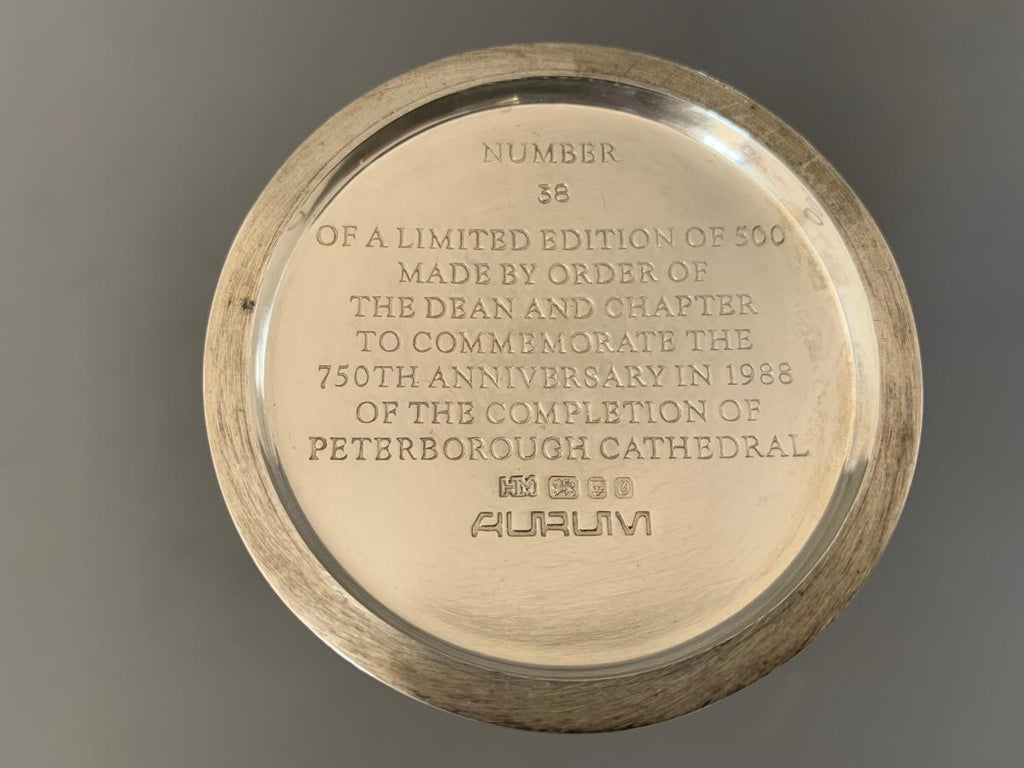 NUMBER
38
OF A LIMITED EDITION OF 500
MADE BY ORDER OF
THE DEAN AND CHAPTER
TO COMMEMORATE THE
750TH ANNIVERSARY IN 1988
OF THE COMPLETION OF
PETERBOROUGH CATHEDRAL
HM
AURUM